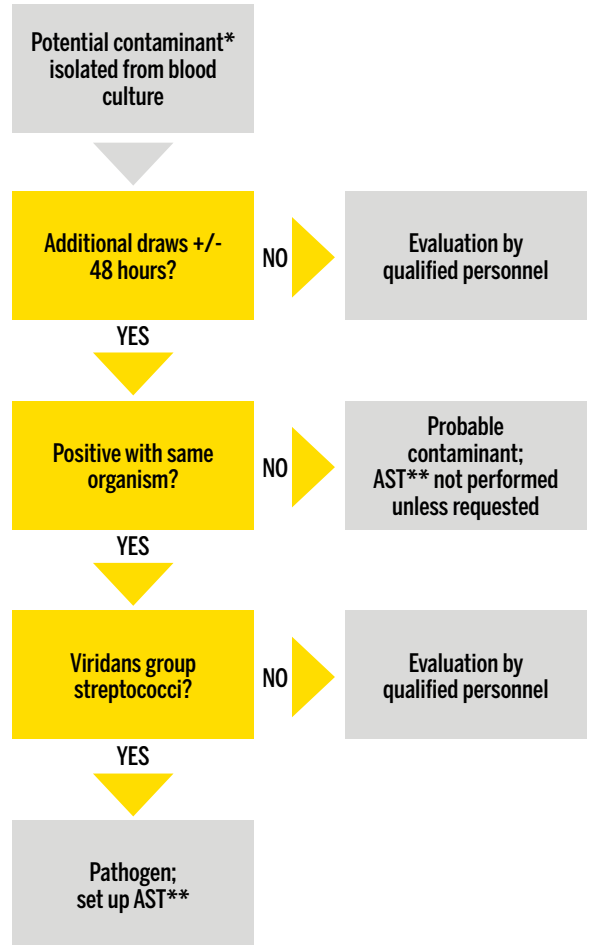 Potential contaminant*
isolated from blood
culture
Additional draws +/-
48 hours?
NO
Evaluation by
qualified personnel
YES
Positive with same
organism?
NO
Probable
contaminant;
AST** not performed
unless requested
YES
Viridans group
streptococci?
NO
Evaluation by
qualified personnel
YES
Pathogen;
set up AST**